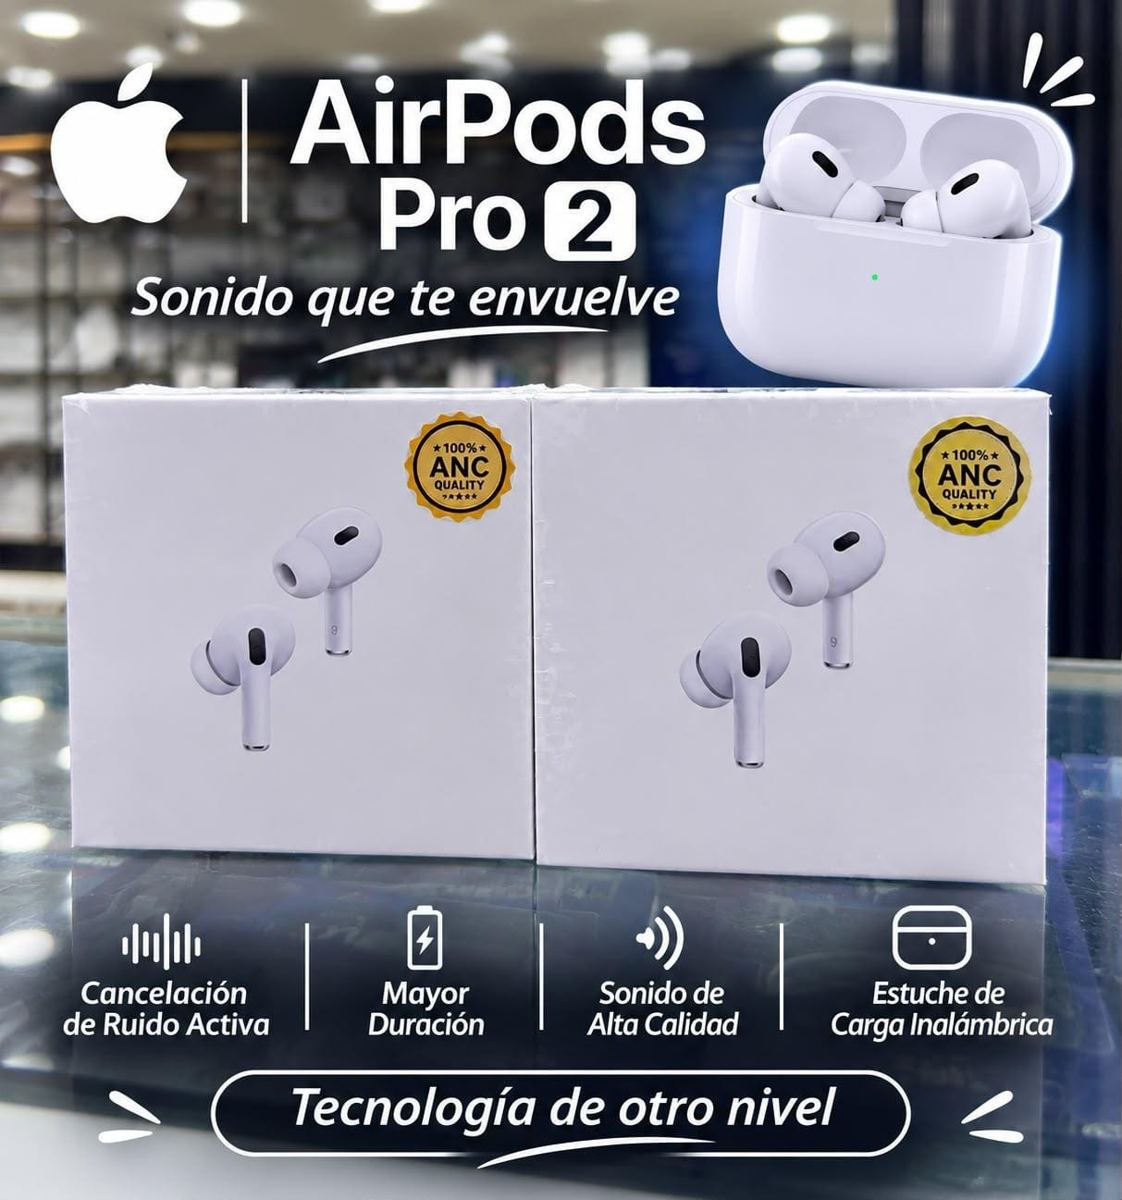 AirPods
Pro 2
Sonido que te envuelve
100%
ANC
QUALITY
100%
ANC
QUALITY
Cancelación
de Ruido Activa
Mayor
Duración
Sonido de
Alta Calidad
Estuche de
Carga Inalámbrica
Tecnología de otro nivel